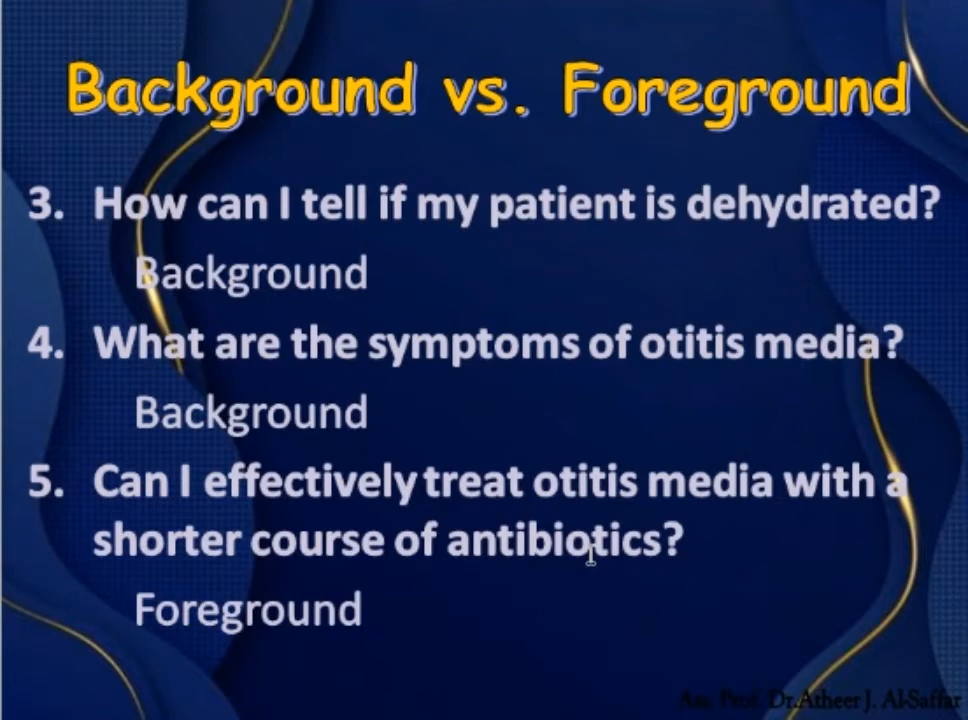 Background vs. Foreground
3. How can I tell if my patient is dehydrated?
Background
4. What are the symptoms of otitis media?
Background
5. Can I effectively treat otitis media with a
shorter course of antibiotics?
Foreground
Ass. Prof. Dr.Atheer J. Al-Saffar